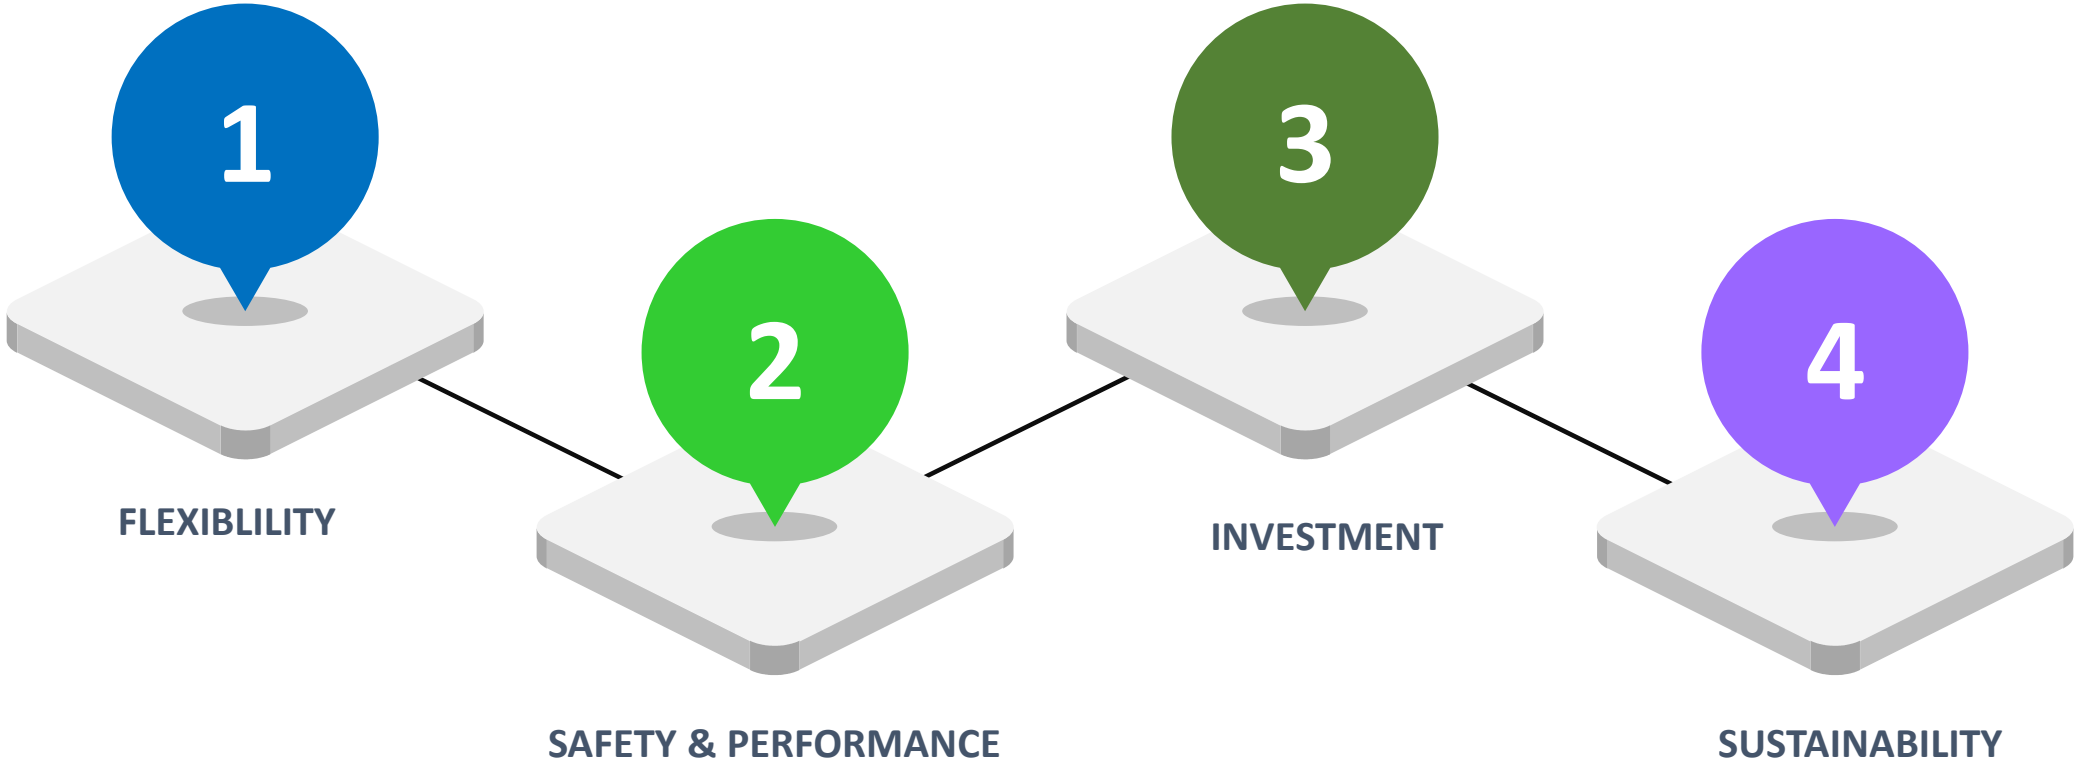 1
2
3
4
FLEXIBLILITY
SAFETY & PERFORMANCE
INVESTMENT
SUSTAINABILITY